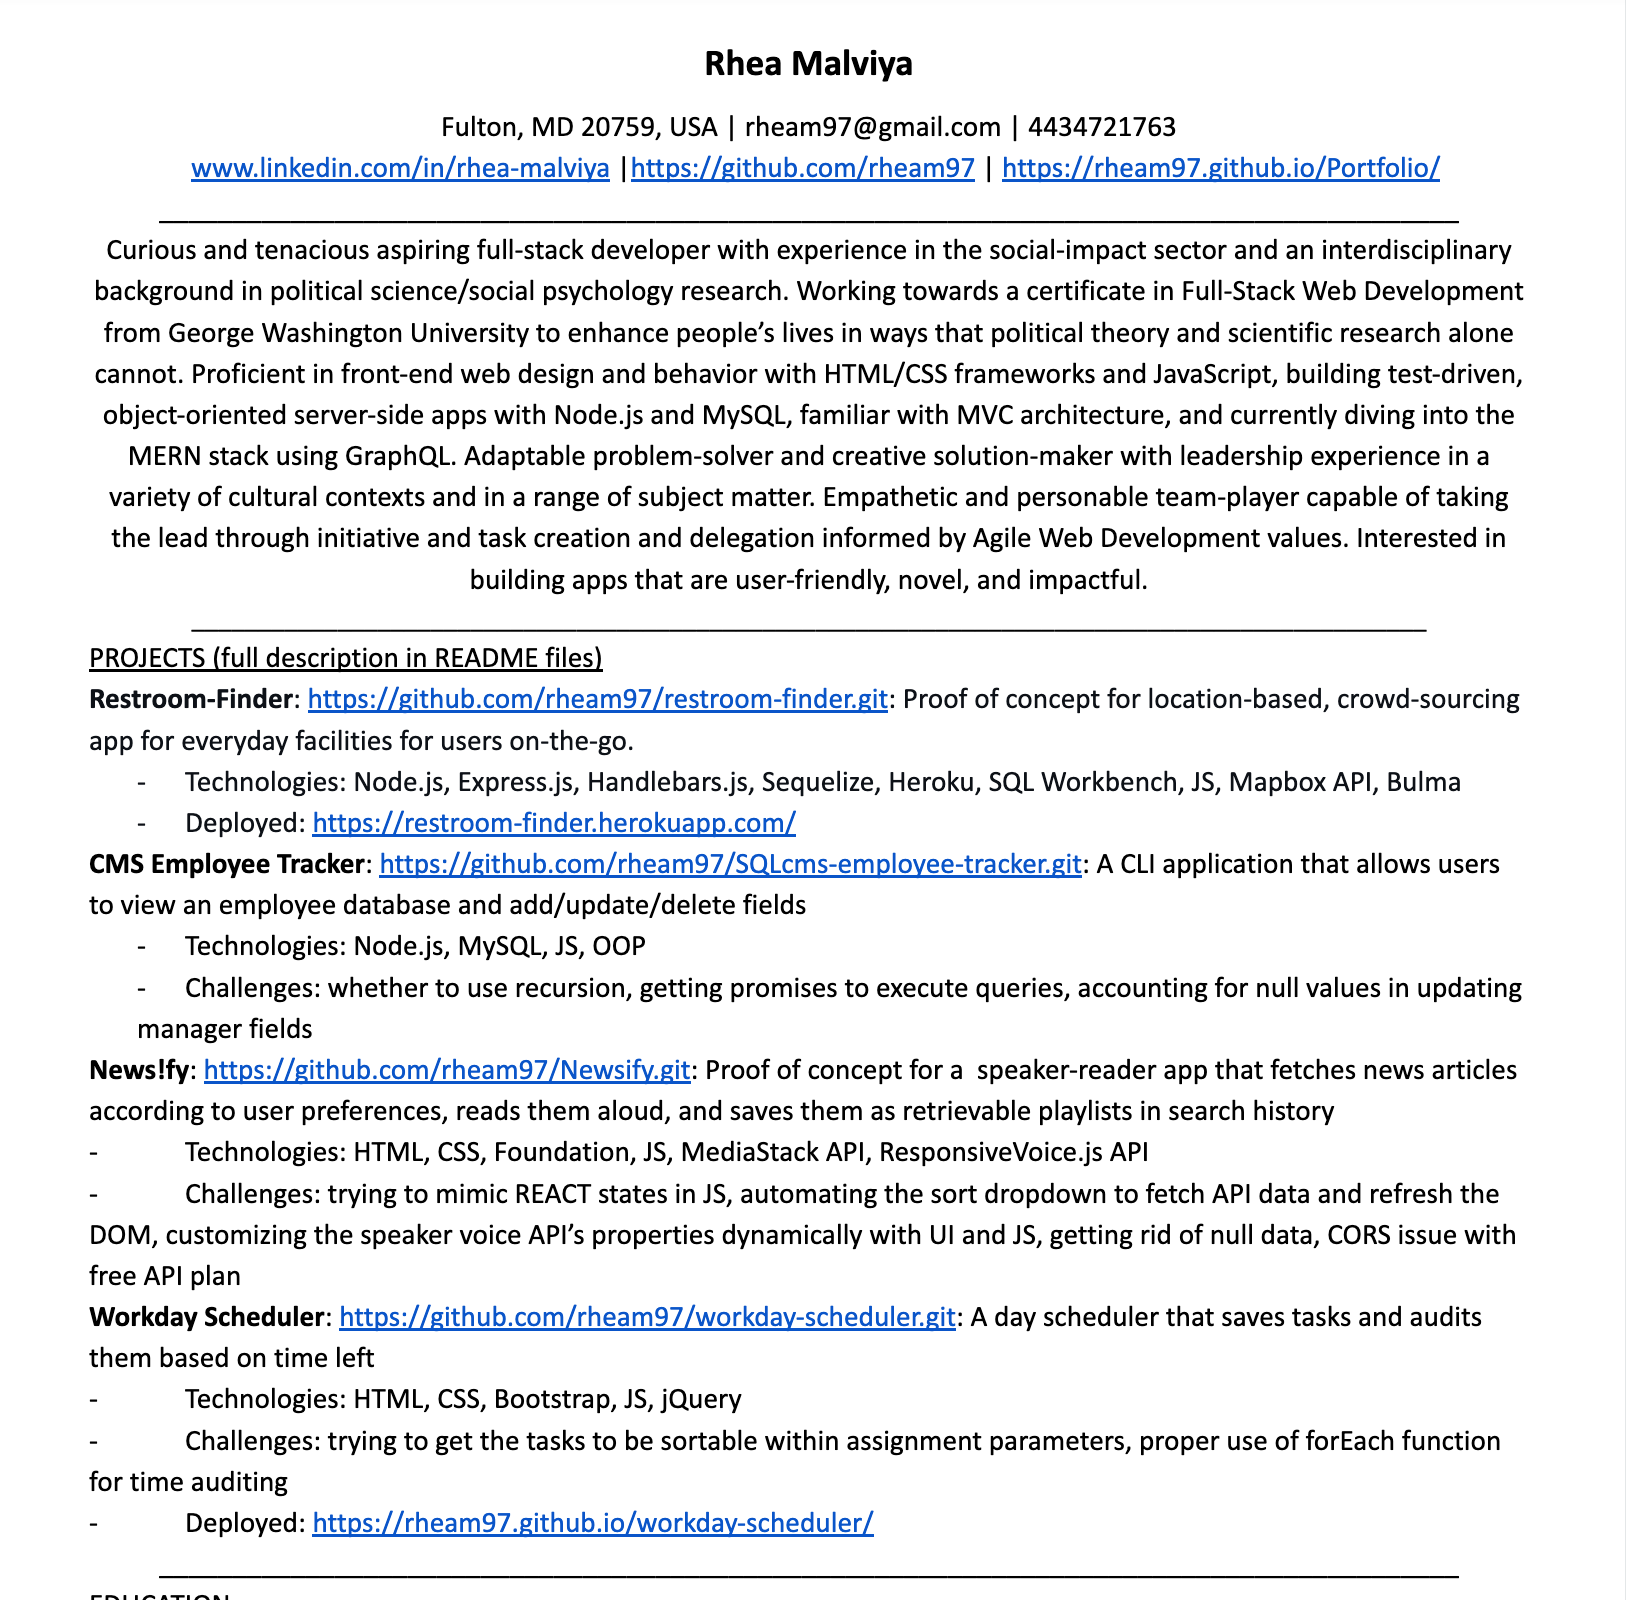 Rhea Malviya
Fulton, MD 20759, USA | rheam97@gmail.com | 4434721763
www.linkedin.com/in/rhea-malviya |https://github.com/rheam97 | https://rheam97.github.io/Portfolio/
Curious and tenacious aspiring full-stack developer with experience in the social-impact sector and an interdisciplinary
background in political science/social psychology research. Working towards a certificate in Full-Stack Web Development
from George Washington University to enhance people’s lives in ways that political theory and scientific research alone
cannot. Proficient in front-end web design and behavior with HTML/CSS frameworks and JavaScript, building test-driven,
object-oriented server-side apps with Node.js and MySQL, familiar with MVC architecture, and currently diving into the
MERN stack using GraphQL. Adaptable problem-solver and creative solution-maker with leadership experience in a
variety of cultural contexts and in a range of subject matter. Empathetic and personable team-player capable of taking
the lead through initiative and task creation and delegation informed by Agile Web Development values. Interested in
building apps that are user-friendly, novel, and impactful.
PROJECTS (full description in README files)
Restroom-Finder: https://github.com/rheam97/restroom-finder.git: Proof of concept for location-based, crowd-sourcing
app for everyday facilities for users on-the-go.
- Technologies: Node.js, Express.js, Handlebars.js, Sequelize, Heroku, SQL Workbench, JS, Mapbox API, Bulma
- Deployed: https://restroom-finder.herokuapp.com/
CMS Employee Tracker: https://github.com/rheam97/SQLcms-employee-tracker.git: A CLI application that allows users
to view an employee database and add/update/delete fields
- Technologies: Node.js, MySQL, JS, OOP
- Challenges: whether to use recursion, getting promises to execute queries, accounting for null values in updating
manager fields
News!fy: https://github.com/rheam97/Newsify.git: Proof of concept for a  speaker-reader app that fetches news articles
according to user preferences, reads them aloud, and saves them as retrievable playlists in search history
- Technologies: HTML, CSS, Foundation, JS, MediaStack API, ResponsiveVoice.js API
- Challenges: trying to mimic REACT states in JS, automating the sort dropdown to fetch API data and refresh the
DOM, customizing the speaker voice API’s properties dynamically with UI and JS, getting rid of null data, CORS issue with
free API plan
Workday Scheduler: https://github.com/rheam97/workday-scheduler.git: A day scheduler that saves tasks and audits
them based on time left
- Technologies: HTML, CSS, Bootstrap, JS, jQuery
- Challenges: trying to get the tasks to be sortable within assignment parameters, proper use of forEach function
for time auditing
- Deployed: https://rheam97.github.io/workday-scheduler/
EDUCATION